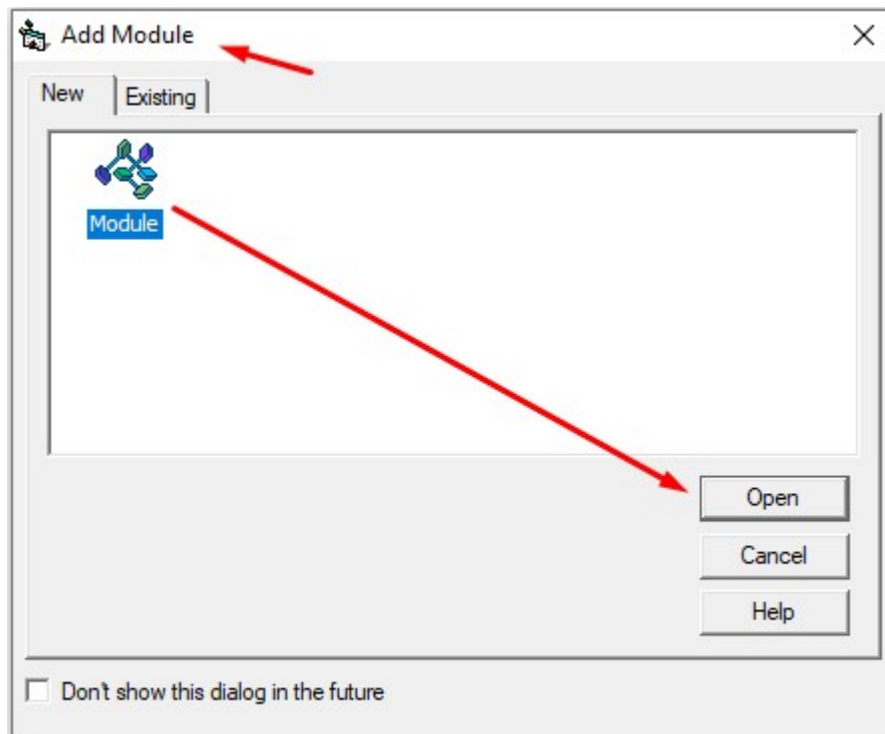 Add Module
New
Existing
Module
Open
Cancel
Help
Don't show this dialog in the future